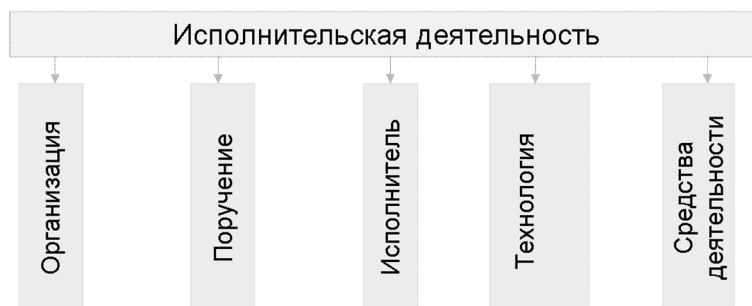 Исполнительская деятельность
Организация
Поручение
Исполнитель
Технология
Средства
деятельности